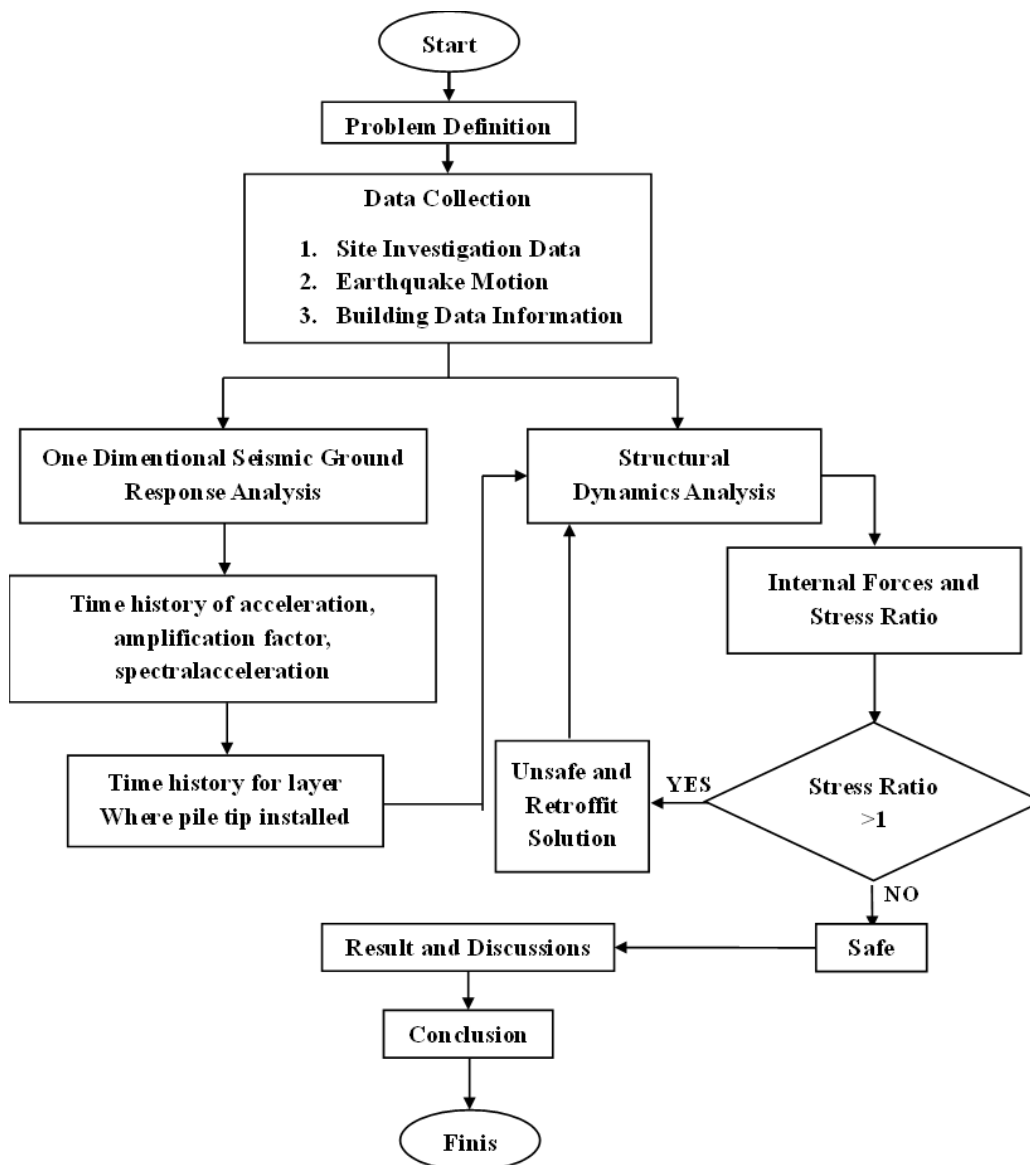 Start
Problem Definition
Data Collection
1. Site Investigation Data
2. Earthquake Motion
3. Building Data Information
One Dimentional Seismic Ground
Response Analysis
Structural
Dynamics Analysis
Time history of acceleration,
amplification factor,
spectralacceleration
Internal Forces and
Stress Ratio
Time history for layer
Where pile tip installed
Unsafe and
Retroffit
Solution
YES
Stress Ratio
>1
NO
Safe
Result and Discussions
Conclusion
Finis